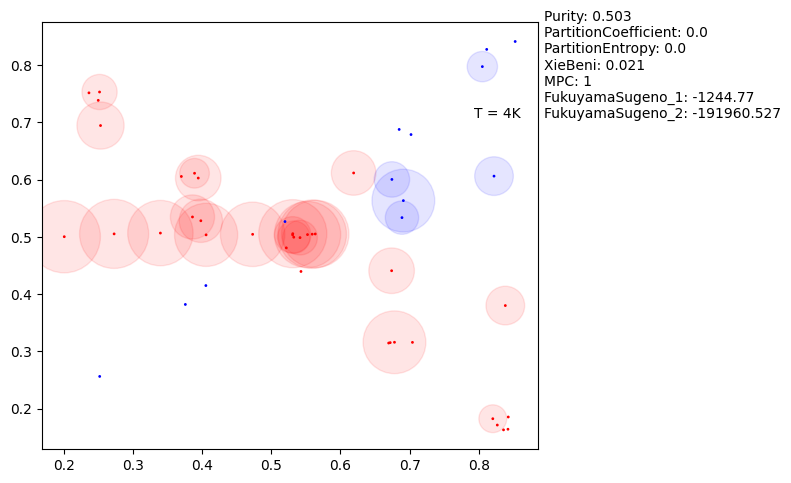 Purity: 0.503
PartitionCoefficient: 0.0
PartitionEntropy: 0.0
XieBeni: 0.021
MPC: 1
FukuyamaSugeno_1: -1244.77
FukuyamaSugeno_2: -191960.527
T = 4K
0.8
0.7
0.6
0.5
0.4
0.3
0.2
0.2 0.3 0.4 0.5 0.6 0.7 0.8